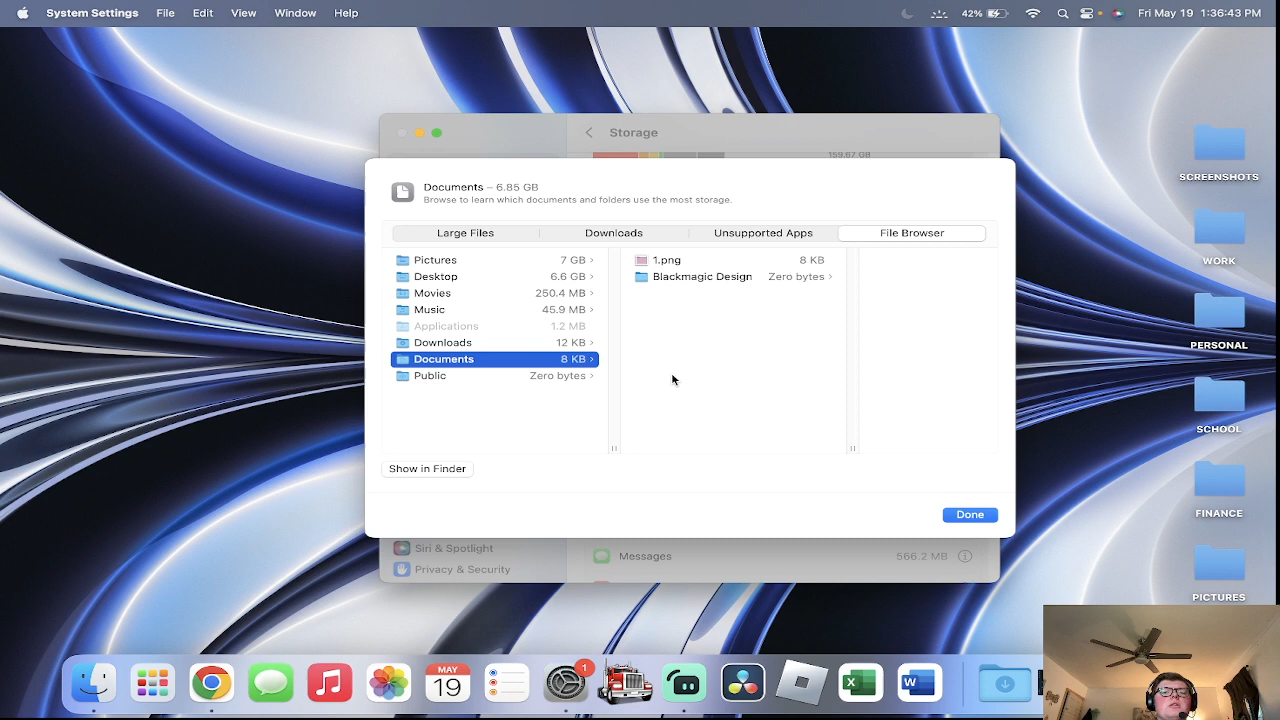 System Settings File Edit View Window Help 42% Fri May 19 1:36:43 PM
Storage
159.67 GB
Documents – 6.85 GB
Browse to learn which documents and folders use the most storage.
Large Files Downloads Unsupported Apps File Browser
Pictures 7 GB
Desktop 6.6 GB
Movies 250.4 MB
Music 45.9 MB
Applications 1.2 MB
Downloads 12 KB
Documents 8 KB
Public Zero bytes
1.png 8 KB
Blackmagic Design Zero bytes
Show in Finder
Done
Siri & Spotlight
Privacy & Security
Messages 566.2 MB
SCREENSHOTS
WORK
PERSONAL
SCHOOL
FINANCE
PICTURES
MAY
19
1
X
W